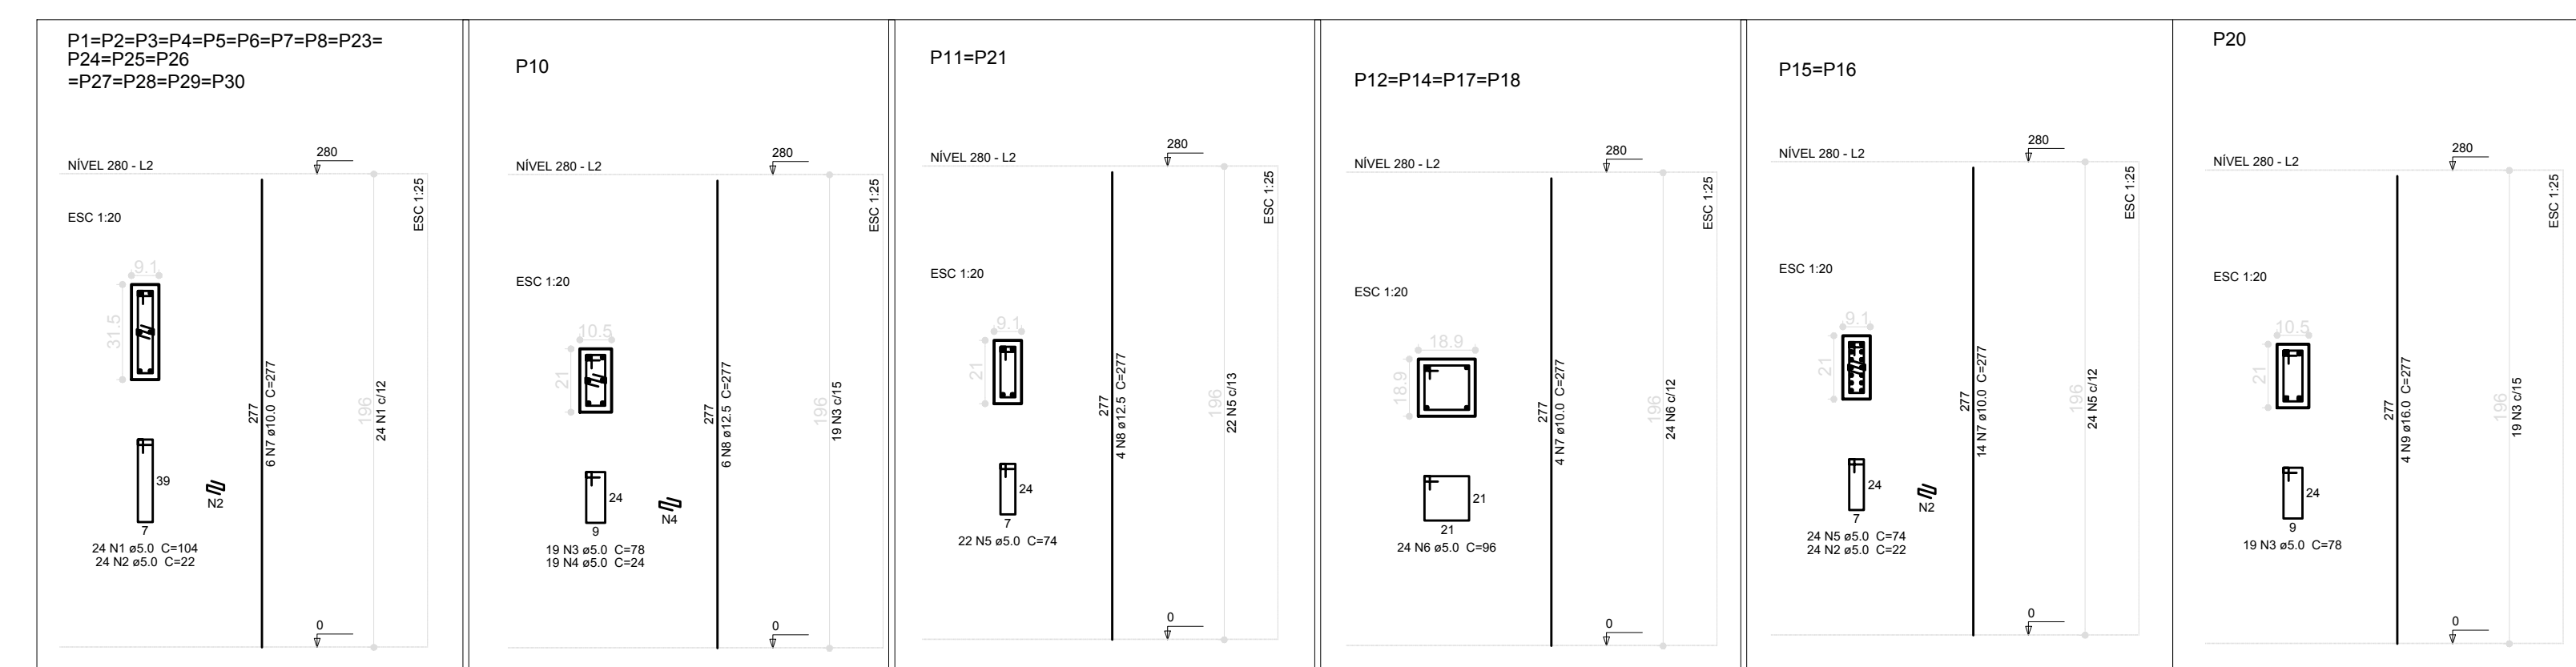 P1=P2=P3=P4=P5=P6=P7=P8=P23=
P24=P25=P26
=P27=P28=P29=P30
NÍVEL 280 - L2
280
ESC 1:25
ESC 1:20
9.1
31.5
277
6 N7 ø10.0 C=277
196
24 N1 c/12
39
7
N2
24 N1 ø5.0 C=104
24 N2 ø5.0 C=22
0
P10
NÍVEL 280 - L2
280
ESC 1:25
ESC 1:20
10.5
21
277
6 N8 ø12.5 C=277
196
19 N3 c/15
24
9
N4
19 N3 ø5.0 C=78
19 N4 ø5.0 C=24
0
P11=P21
NÍVEL 280 - L2
280
ESC 1:25
ESC 1:20
9.1
21
277
4 N8 ø12.5 C=277
196
22 N5 c/13
24
7
22 N5 ø5.0 C=74
0
P12=P14=P17=P18
NÍVEL 280 - L2
280
ESC 1:25
ESC 1:20
18.9
18.9
277
4 N7 ø10.0 C=277
196
24 N6 c/12
21
21
24 N6 ø5.0 C=96
0
P15=P16
NÍVEL 280 - L2
280
ESC 1:25
ESC 1:20
9.1
21
277
14 N7 ø10.0 C=277
196
24 N5 c/12
24
7
N2
24 N5 ø5.0 C=74
24 N2 ø5.0 C=22
0
P20
NÍVEL 280 - L2
280
ESC 1:25
ESC 1:20
10.5
21
277
4 N9 ø16.0 C=277
196
19 N3 c/15
24
9
19 N3 ø5.0 C=78
0